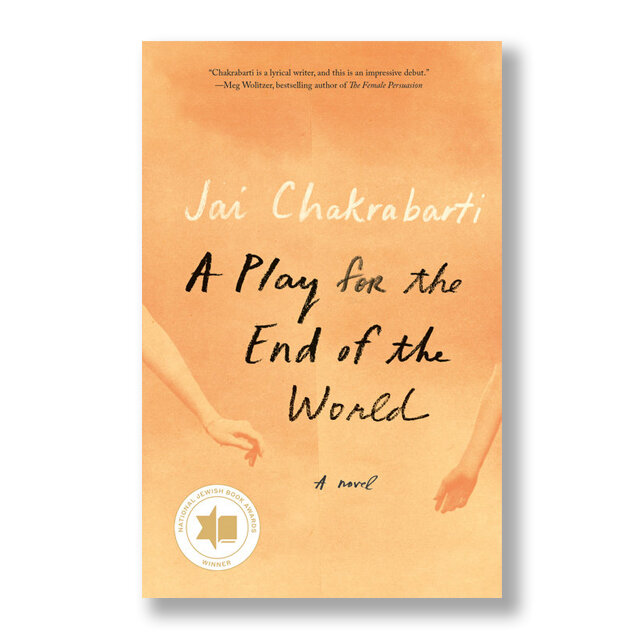 “Chakrabarti is a lyrical writer, and this is an impressive debut.”
—Meg Wolitzer, bestselling author of The Female Persuasion
Jai Chakrabarti
A Play for the
End of the
World
A novel
NATIONAL JEWISH BOOK AWARDS
WINNER